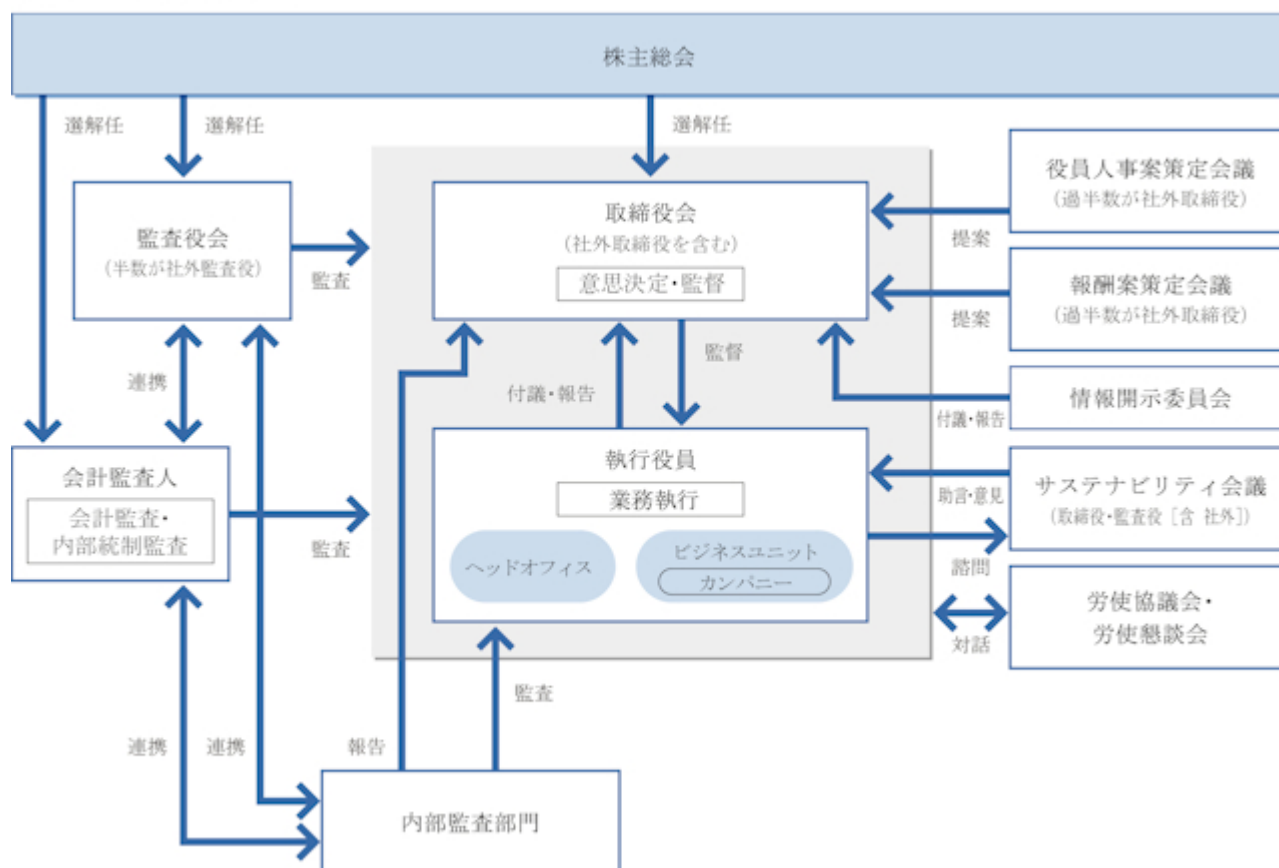 株主総会
選解任
選解任
選解任
役員人事案策定会議
(過半数が社外取締役)
提案
監査役会
(半数が社外監査役)
監査
取締役会
(社外取締役を含む)
意思決定・監督
報酬案策定会議
(過半数が社外取締役)
提案
連携
付議・報告
監督
情報開示委員会
付議・報告
会計監査人
会計監査・
内部統制監査
監査
執行役員
業務執行
ヘッドオフィス
ビジネスユニット
カンパニー
サステナビリティ会議
(取締役・監査役 [含 社外])
助言・意見
諮問
労使協議会・
労使懇談会
対話
監査
連携
連携
報告
内部監査部門